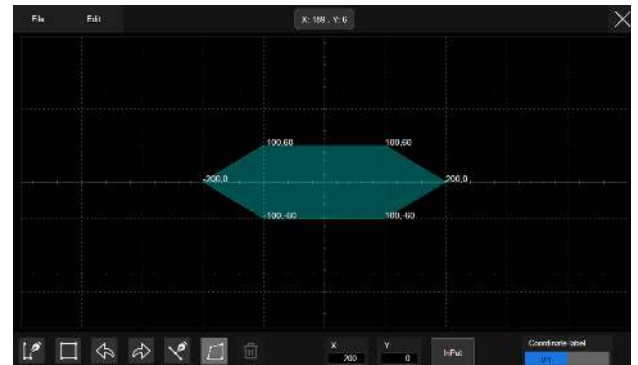 File Edit X: 189 , Y: 6
-100,60 100,60
-200,0 200,0
-100,-60 100,-60
X Y Coordinate label
200 0 InPut on